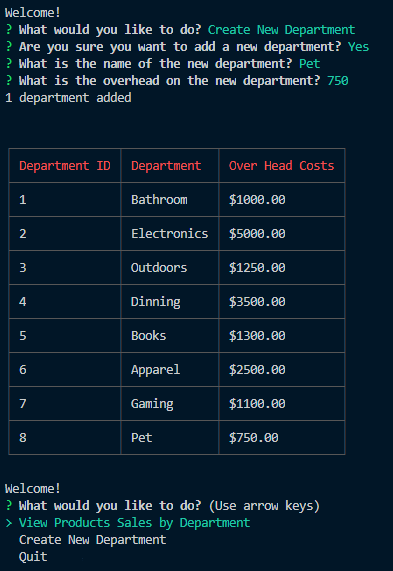 Welcome!
? What would you like to do? Create New Department
? Are you sure you want to add a new department? Yes
? What is the name of the new department? Pet
? What is the overhead on the new department? 750
1 department added
Department ID Department Over Head Costs
1 Bathroom $1000.00
2 Electronics $5000.00
3 Outdoors $1250.00
4 Dinning $3500.00
5 Books $1300.00
6 Apparel $2500.00
7 Gaming $1100.00
8 Pet $750.00
Welcome!
? What would you like to do? (Use arrow keys)
> View Products Sales by Department
Create New Department
Quit